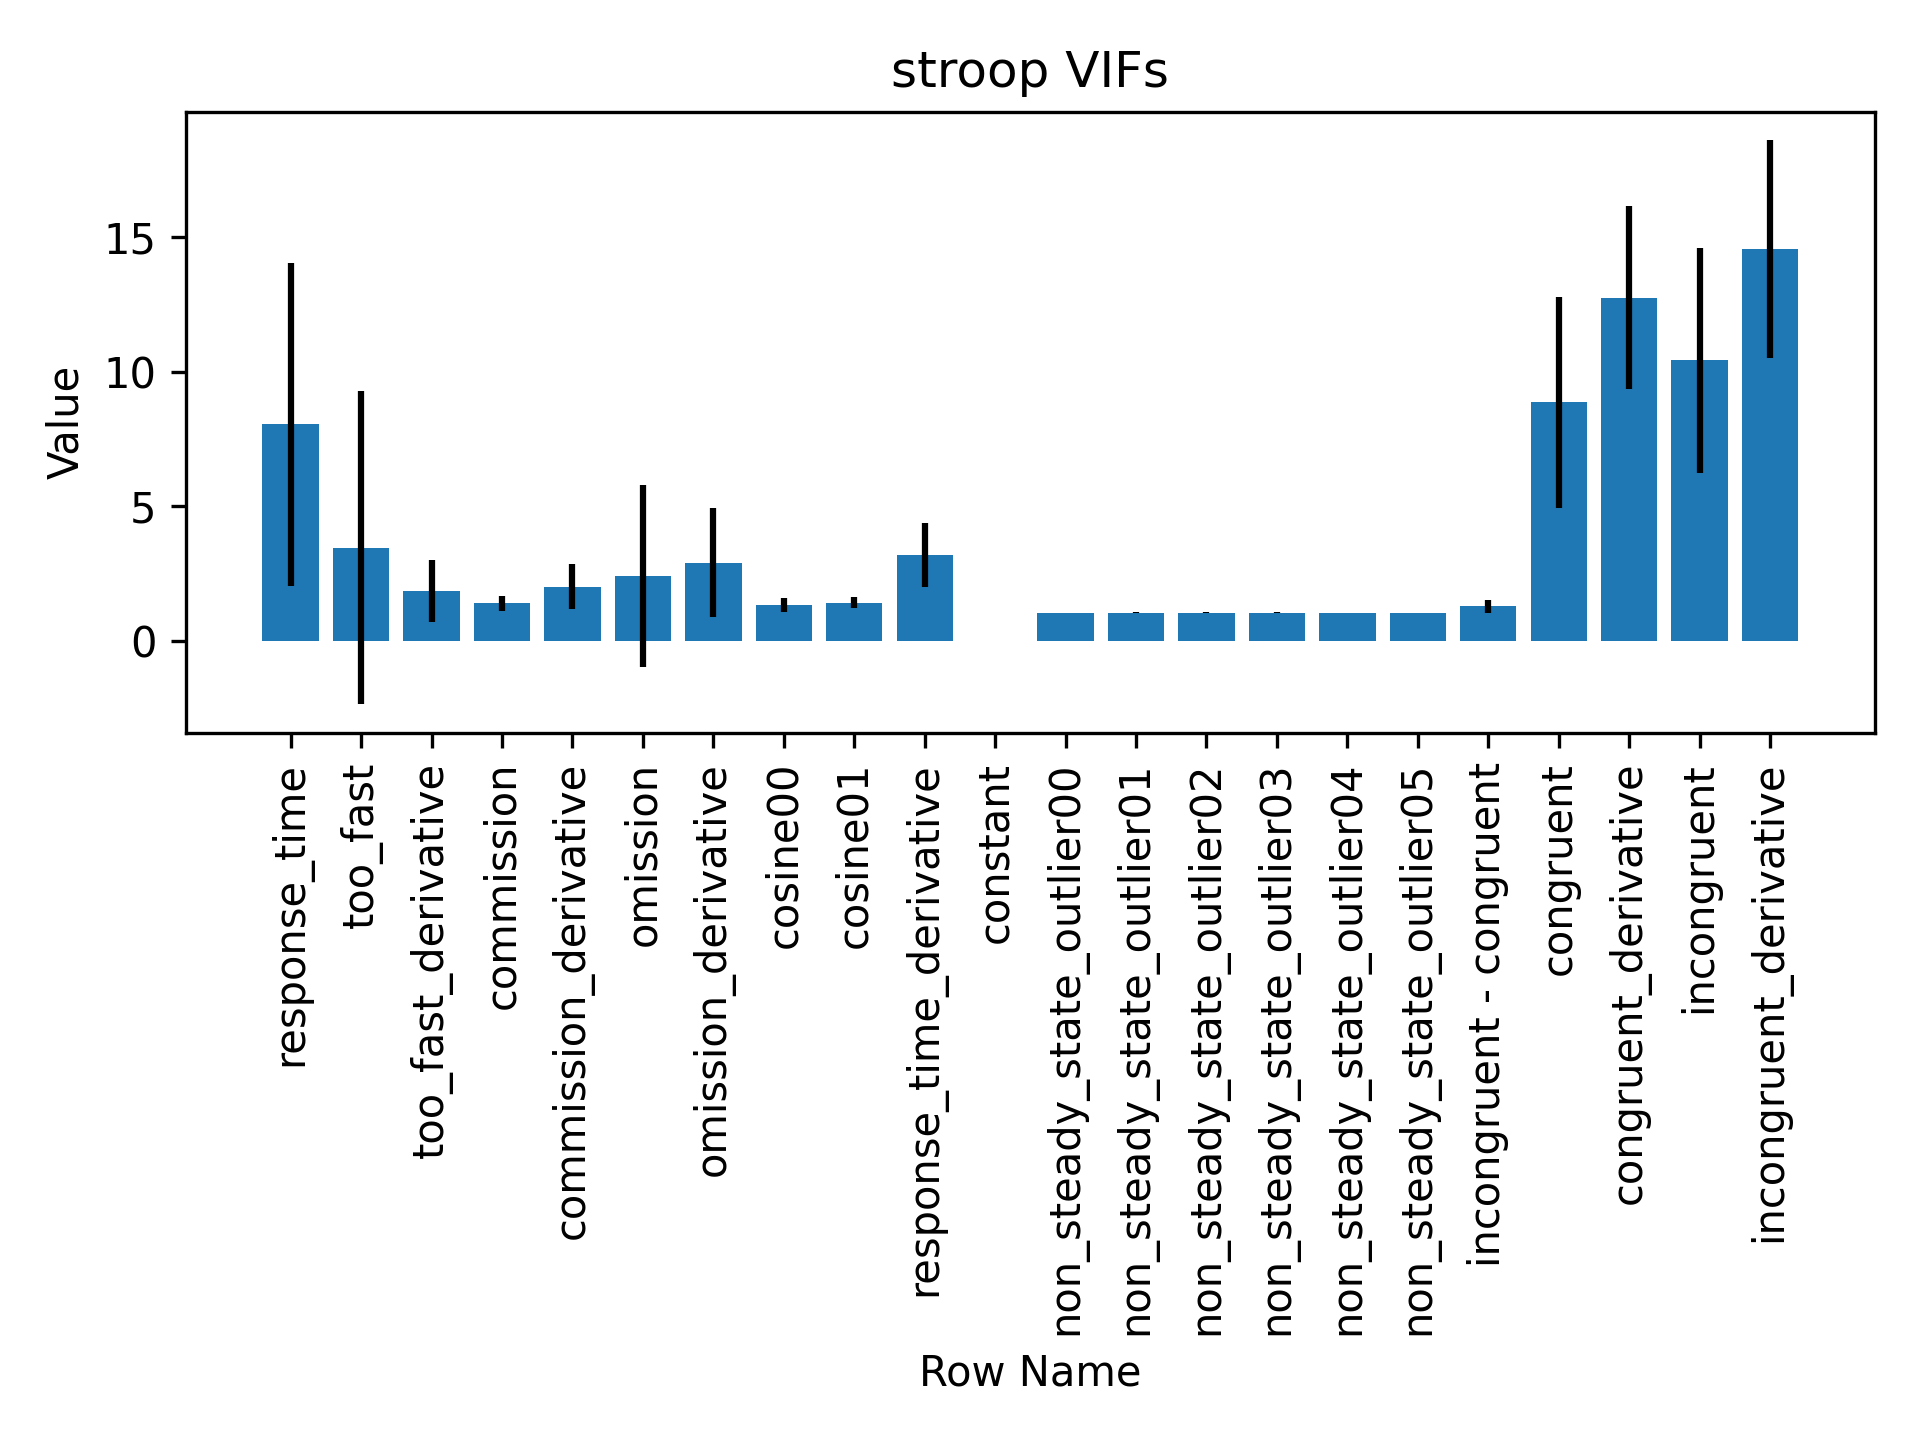 stroop VIFs
Value
15
10
5
0
response_time
too_fast
too_fast_derivative
commission
commission_derivative
omission
omission_derivative
cosine00
cosine01
response_time_derivative
constant
non_steady_state_outlier00
non_steady_state_outlier01
non_steady_state_outlier02
non_steady_state_outlier03
non_steady_state_outlier04
non_steady_state_outlier05
incongruent - congruent
congruent
congruent_derivative
incongruent
incongruent_derivative
Row Name